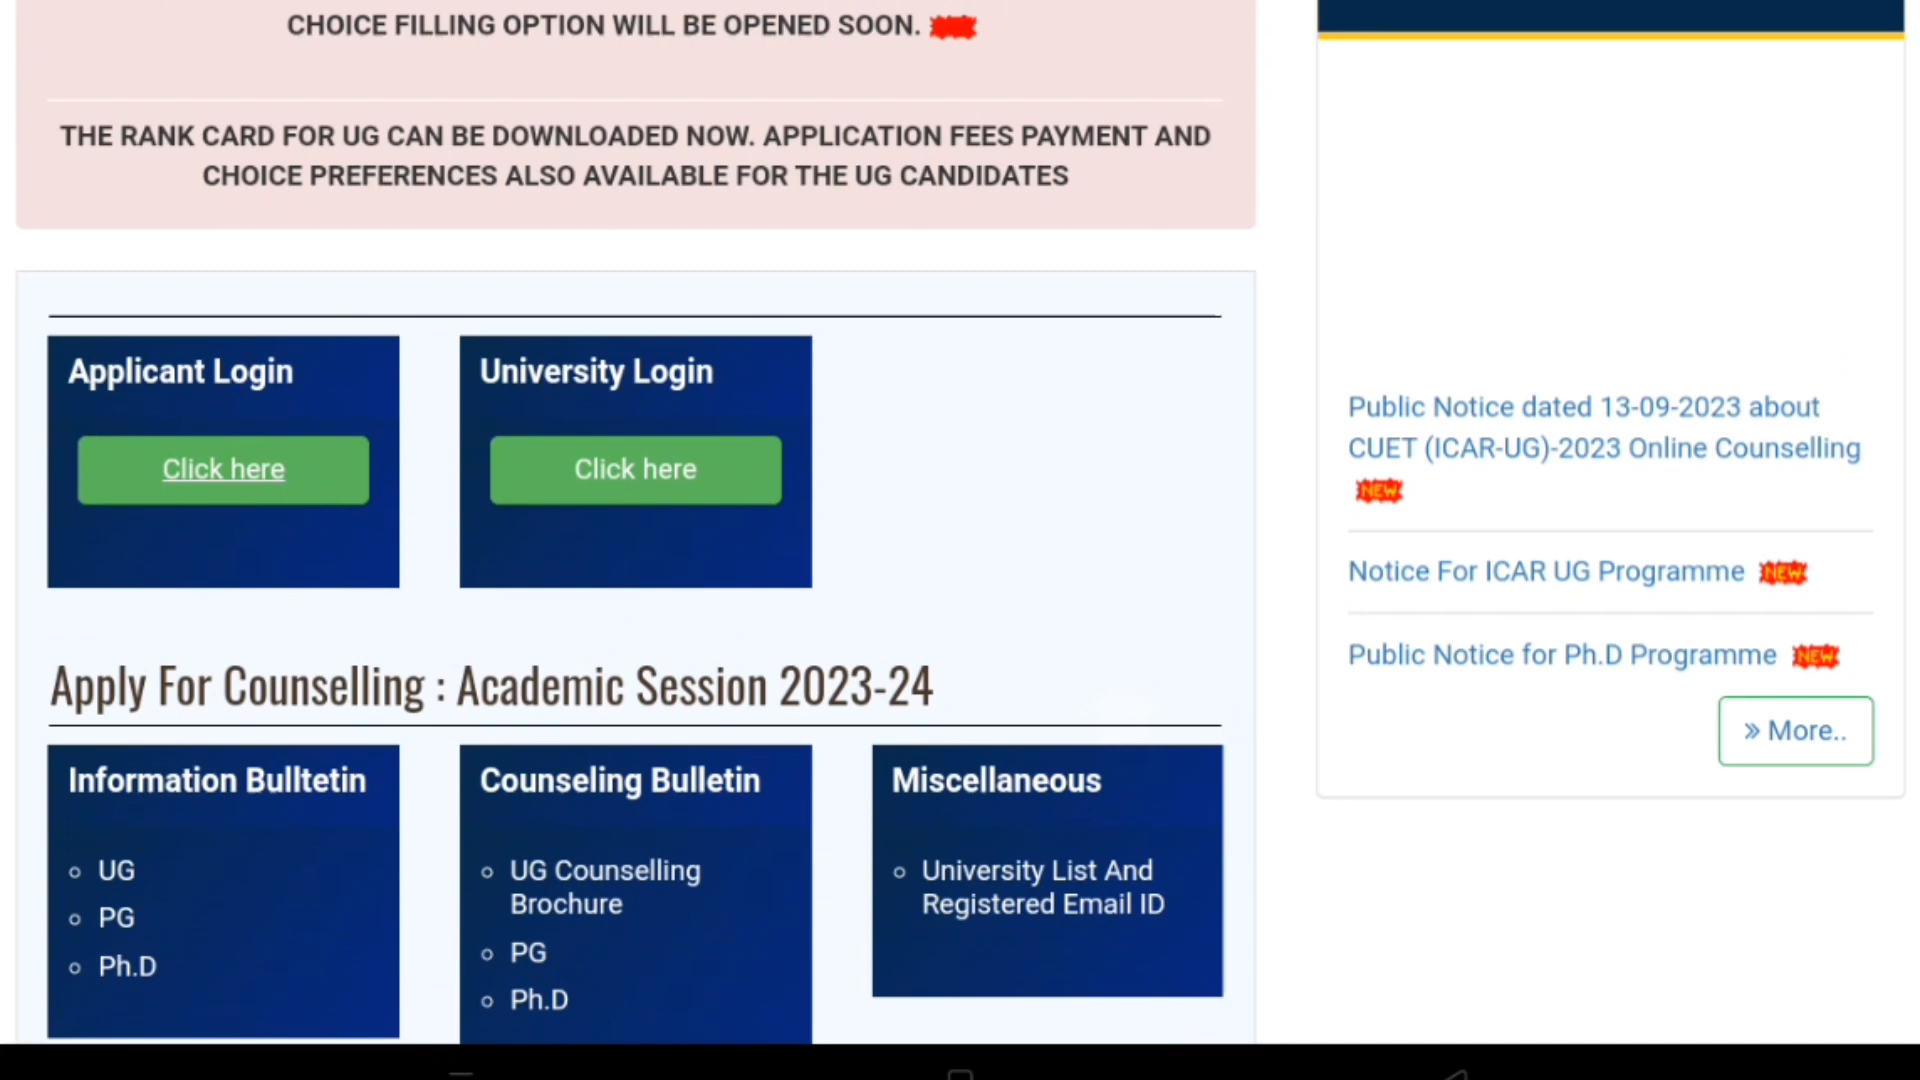 CHOICE FILLING OPTION WILL BE OPENED SOON.
THE RANK CARD FOR UG CAN BE DOWNLOADED NOW. APPLICATION FEES PAYMENT AND
CHOICE PREFERENCES ALSO AVAILABLE FOR THE UG CANDIDATES
Applicant Login
Click here
University Login
Click here
Apply For Counselling : Academic Session 2023-24
Information Bulltetin
UG
PG
Ph.D
Counseling Bulletin
UG Counselling
Brochure
PG
Ph.D
Miscellaneous
University List And
Registered Email ID
Public Notice dated 13-09-2023 about
CUET (ICAR-UG)-2023 Online Counselling
NEW
Notice For ICAR UG Programme NEW
Public Notice for Ph.D Programme NEW
» More..